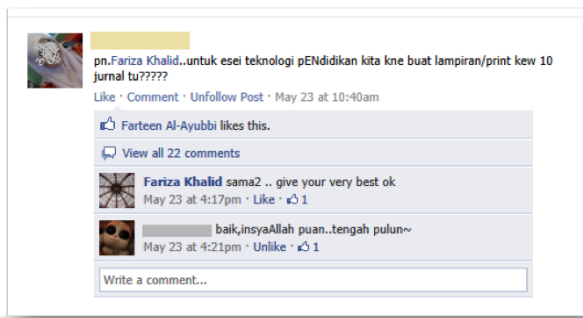 pn.Fariza Khalid..untuk esei teknologi pENdidikan kita kne buat lampiran/print kew 10
jurnal tu?????
Like · Comment · Unfollow Post · May 23 at 10:40am
Farteen Al-Ayubbi likes this.
View all 22 comments
Fariza Khalid sama2 .. give your very best ok
May 23 at 4:17pm · Like · 1
baik,insyaAllah puan..tengah pulun~
May 23 at 4:21pm · Unlike · 1
Write a comment...